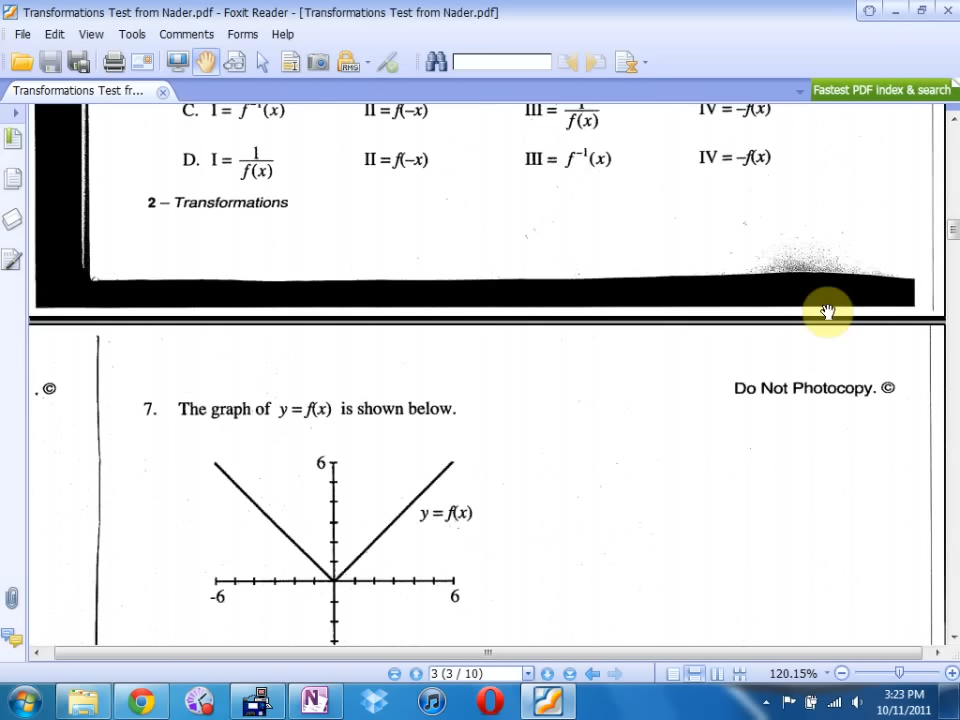 Transformations Test from Nader.pdf - Foxit Reader - [Transformations Test from Nader.pdf]
File Edit View Tools Comments Forms Help
RMG
Transformations Test fr...
Fastest PDF index & search
C. I = f⁻¹(x) II = f(–x) III = 1/f(x) IV = –f(x)
D. I = 1/f(x) II = f(–x) III = f⁻¹(x) IV = –f(x)
2 – Transformations
. © Do Not Photocopy. ©
7. The graph of y = f(x) is shown below.
6
y = f(x)
-6 6
3 (3 / 10) 120.15%
3:23 PM
10/11/2011